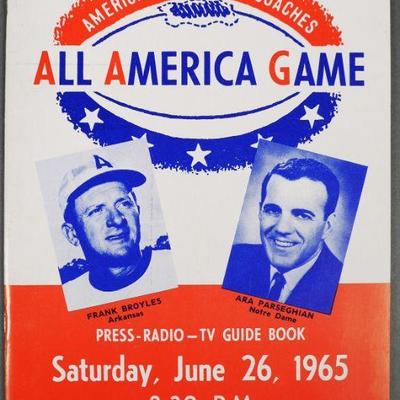 AMERICA COACHES
ALL AMERICA GAME
A
FRANK BROYLES
Arkansas
ARA PARSEGHIAN
Notre Dame
PRESS-RADIO—TV GUIDE BOOK
Saturday, June 26, 1965